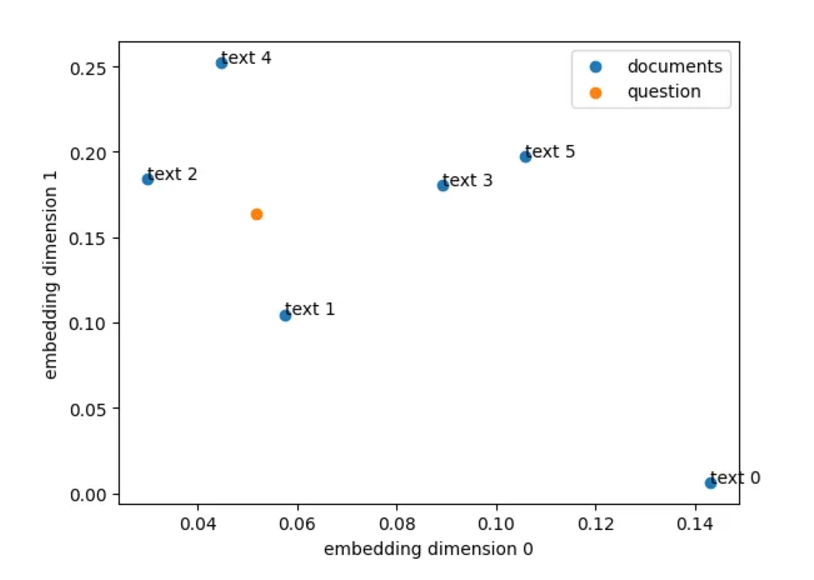 text 4
documents
question
0.25
0.20
text 5
text 2
text 3
0.15
text 1
0.10
0.05
text 0
0.00
0.04
0.06
0.08
0.10
0.12
0.14
embedding dimension 0
embedding dimension 1